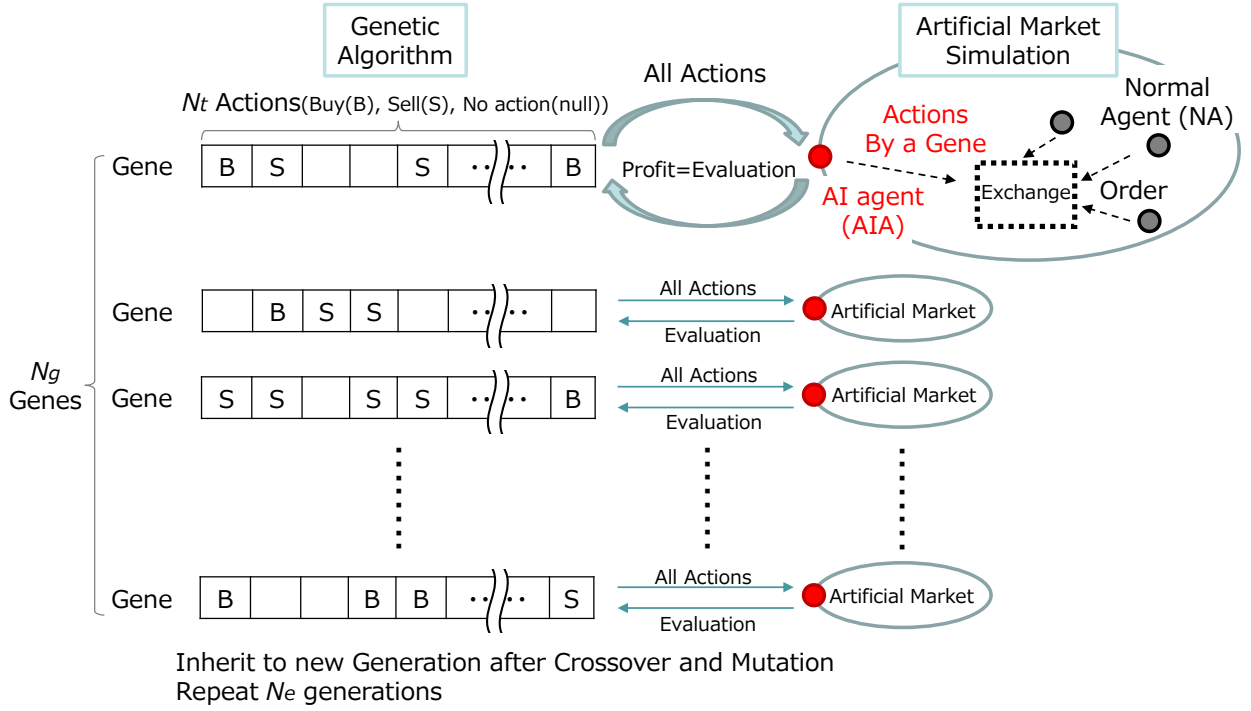 Genetic
Algorithm
Artificial Market
Simulation
All Actions
Nt Actions(Buy(B), Sell(S), No action(null))
Normal
Agent (NA)
Actions
By a Gene
Gene
B S S ‥ ‥ B
Profit=Evaluation
Exchange
Order
AI agent
(AIA)
All Actions
Gene
B S S ‥ ‥
Artificial Market
Evaluation
Ng
Genes
All Actions
Gene
S S S S ‥ ‥ B
Artificial Market
Evaluation
All Actions
Gene
B B B ‥ ‥ S
Artificial Market
Evaluation
Inherit to new Generation after Crossover and Mutation
Repeat Ne generations